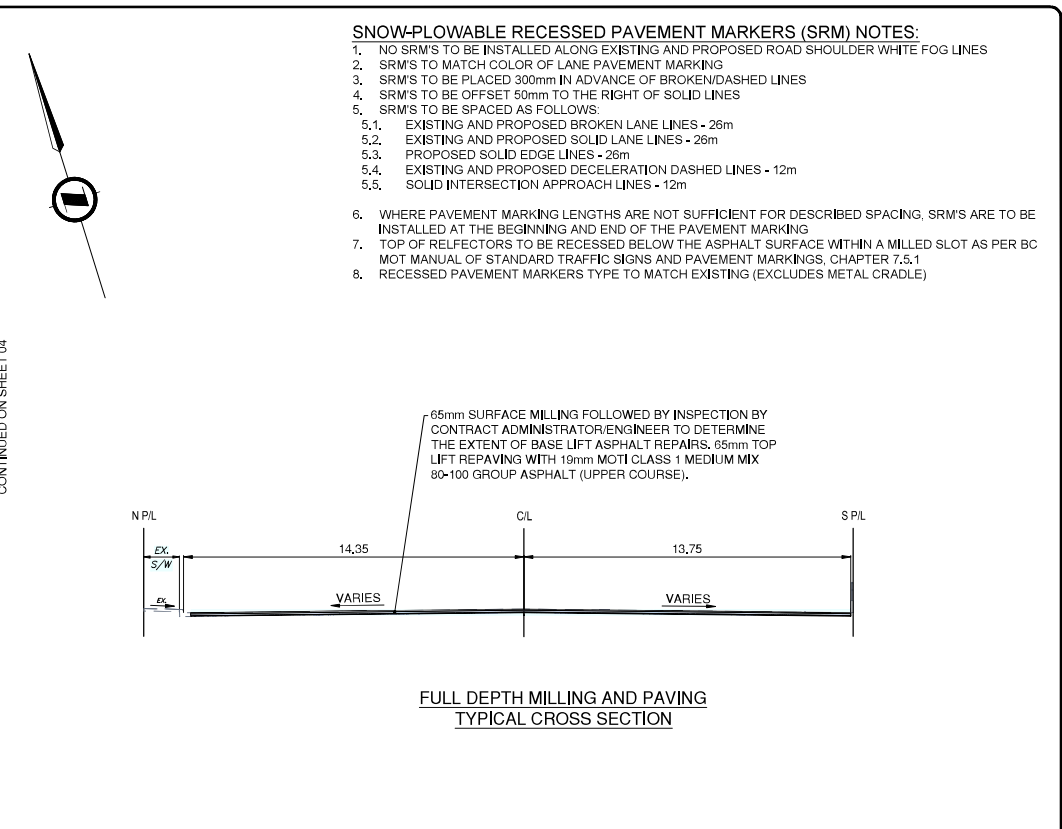 SNOW-PLOWABLE RECESSED PAVEMENT MARKERS (SRM) NOTES:
1. NO SRM'S TO BE INSTALLED ALONG EXISTING AND PROPOSED ROAD SHOULDER WHITE FOG LINES
2. SRM'S TO MATCH COLOR OF LANE PAVEMENT MARKING
3. SRM'S TO BE PLACED 300mm IN ADVANCE OF BROKEN/DASHED LINES
4. SRM'S TO BE OFFSET 50mm TO THE RIGHT OF SOLID LINES
5. SRM'S TO BE SPACED AS FOLLOWS:
5.1. EXISTING AND PROPOSED BROKEN LANE LINES - 26m
5.2. EXISTING AND PROPOSED SOLID LANE LINES - 26m
5.3. PROPOSED SOLID EDGE LINES - 26m
5.4. EXISTING AND PROPOSED DECELERATION DASHED LINES - 12m
5.5. SOLID INTERSECTION APPROACH LINES - 12m
6. WHERE PAVEMENT MARKING LENGTHS ARE NOT SUFFICIENT FOR DESCRIBED SPACING, SRM'S ARE TO BE
INSTALLED AT THE BEGINNING AND END OF THE PAVEMENT MARKING
7. TOP OF RELFECTORS TO BE RECESSED BELOW THE ASPHALT SURFACE WITHIN A MILLED SLOT AS PER BC
MOT MANUAL OF STANDARD TRAFFIC SIGNS AND PAVEMENT MARKINGS, CHAPTER 7.5.1
8. RECESSED PAVEMENT MARKERS TYPE TO MATCH EXISTING (EXCLUDES METAL CRADLE)
CONTINUED ON SHEET 04
65mm SURFACE MILLING FOLLOWED BY INSPECTION BY
CONTRACT ADMINISTRATOR/ENGINEER TO DETERMINE
THE EXTENT OF BASE LIFT ASPHALT REPAIRS. 65mm TOP
LIFT REPAVING WITH 19mm MOTI CLASS 1 MEDIUM MIX
80-100 GROUP ASPHALT (UPPER COURSE).
N P/L
C/L
S P/L
EX.
S/W
14.35
13.75
EX.
VARIES
VARIES
FULL DEPTH MILLING AND PAVING
TYPICAL CROSS SECTION